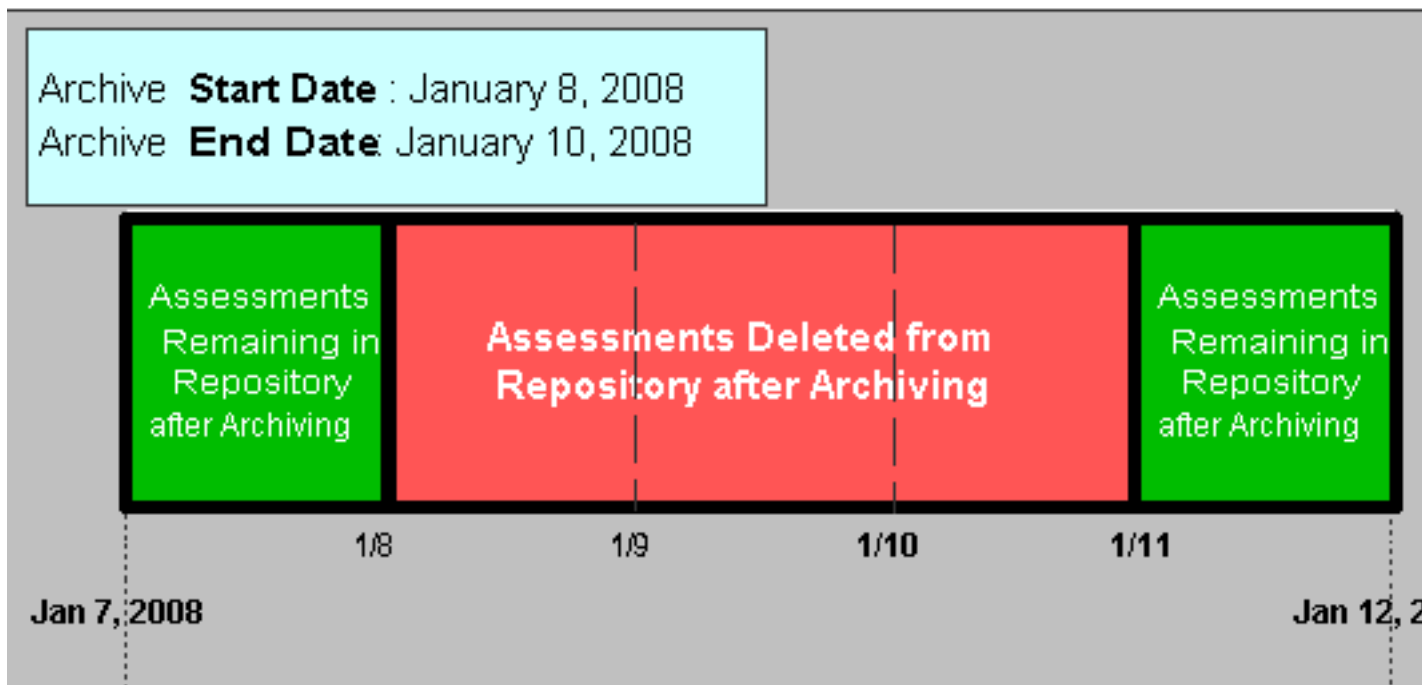 Archive Start Date : January 8, 2008
Archive End Date: January 10, 2008
Assessments
Remaining in
Repository
after Archiving
Assessments Deleted from
Repository after Archiving
Assessments
Remaining in
Repository
after Archiving
1/8
1/9
1/10
1/11
Jan 7, 2008
Jan 12, 2